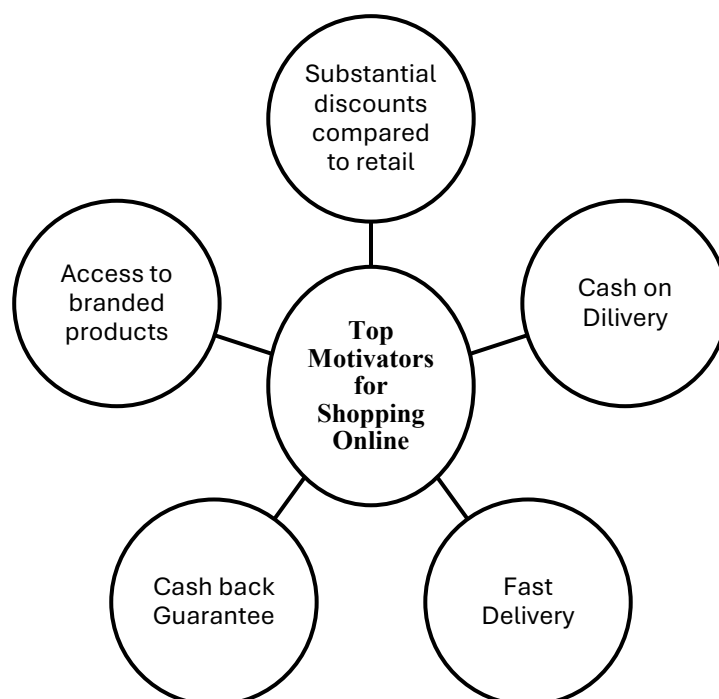 Substantial
discounts
compared
to retail
Access to
branded
products
Cash on
Dilivery
Top
Motivators
for
Shopping
Online
Cash back
Guarantee
Fast
Delivery